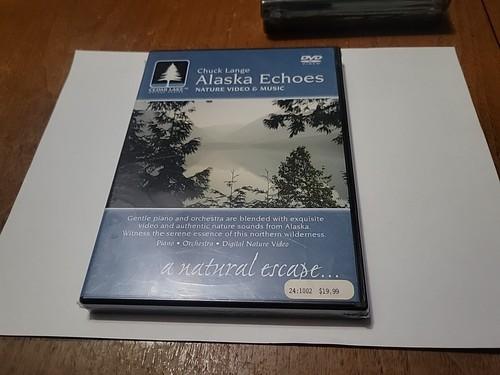 DVD
VIDEO
CEDAR LAKE
Chuck Lange
Alaska Echoes
NATURE VIDEO & MUSIC
Gentle piano and orchestra are blended with exquisite
video and authentic nature sounds from Alaska.
Witness the serene essence of this northern wilderness.
Piano • Orchestra • Digital Nature Video
a natural escape...
24:1002 $19.99